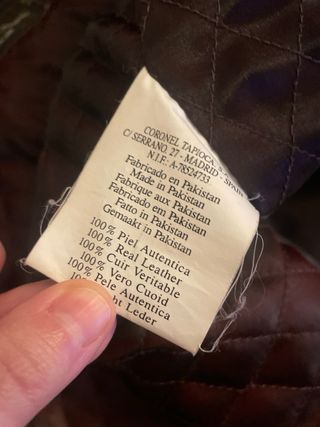 CORONEL TAPIOCA SPAIN
C/ SERRANO, 27 - MADRID
N.I.F.: A-78524733
Fabricado en Pakistan
Made in Pakistan
Fabrique aux Pakistan
Fabricado em Pakistan
Fatto in Pakistan
Gemaakt in Pakistan
100% Piel Autentica
100% Real Leather
100% Cuir Veritable
100% Vero Cuoid
100% Pele Autentica
Leder